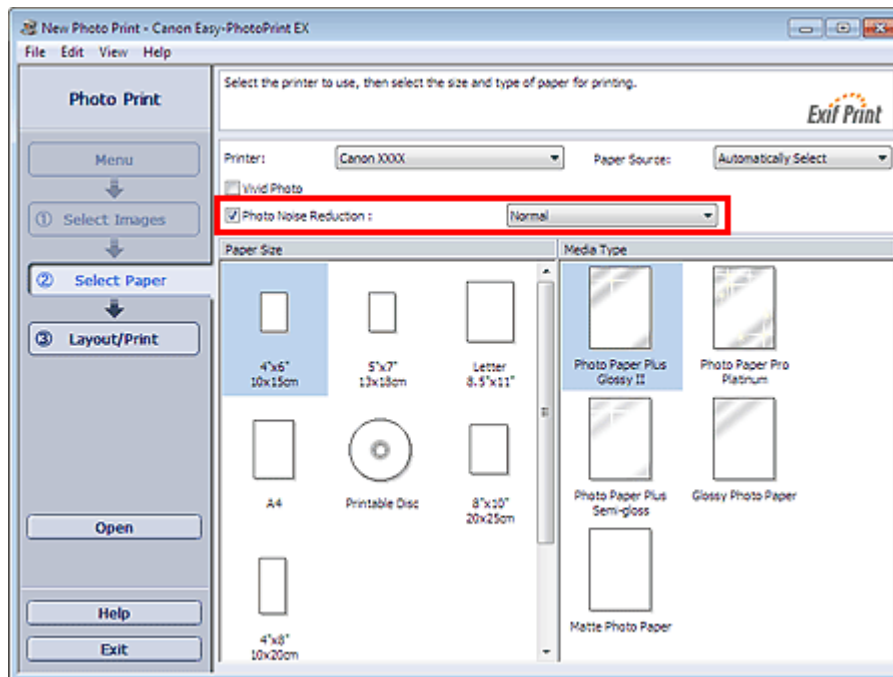 New Photo Print - Canon Easy-PhotoPrint EX
File Edit View Help
Photo Print
Select the printer to use, then select the size and type of paper for printing.
Exif Print
Menu
① Select Images
② Select Paper
③ Layout/Print
Open
Help
Exit
Printer: Canon XXXX Paper Source: Automatically Select
Vivid Photo
Photo Noise Reduction : Normal
Paper Size
4"x6"
10x15cm
5"x7"
13x18cm
Letter
8.5"x11"
A4
Printable Disc
8"x10"
20x25cm
4"x8"
10x20cm
Media Type
Photo Paper Plus
Glossy II
Photo Paper Pro
Platinum
Photo Paper Plus
Semi-gloss
Glossy Photo Paper
Matte Photo Paper